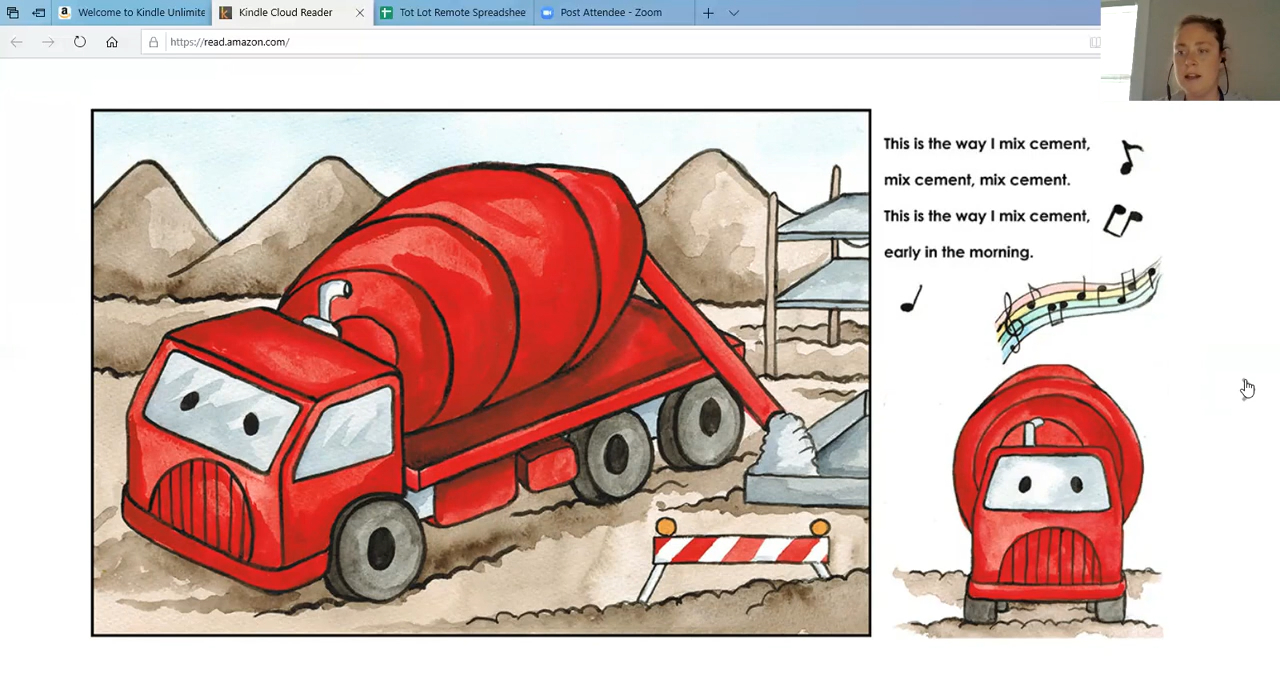 Welcome to Kindle Unlimite
Kindle Cloud Reader
Tot Lot Remote Spreadshee
Post Attendee - Zoom
https://read.amazon.com/
This is the way I mix cement,
mix cement, mix cement.
This is the way I mix cement,
early in the morning.